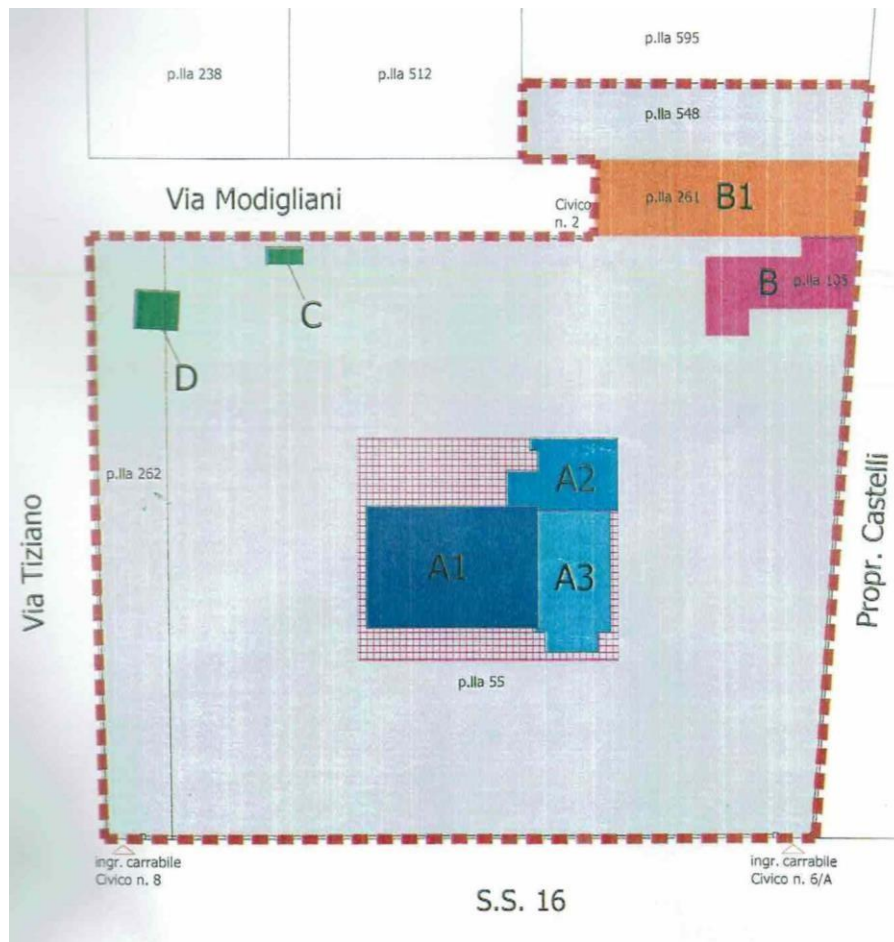 p.lla 595
p.lla 238
p.lla 512
p.lla 548
Via Modigliani
Civico
n. 2
p.lla 261
B1
B
p.lla 105
C
D
p.lla 262
A2
Via Tiziano
A1
A3
Propr. Castelli
p.lla 55
ingr. carrabile
Civico n. 8
ingr. carrabile
Civico n. 6/A
S.S. 16